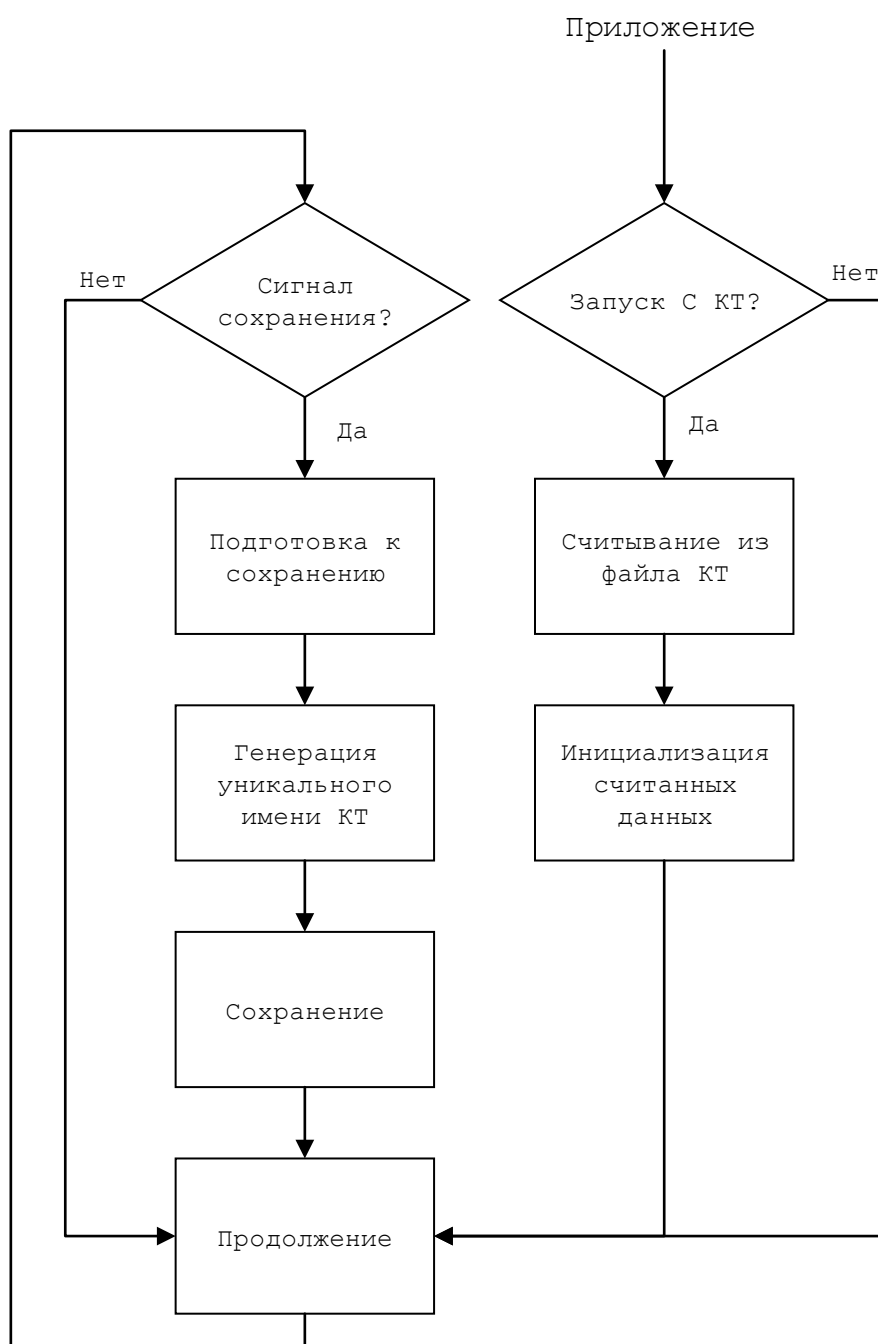 Приложение
Нет
Сигнал
сохранения?
Запуск С КТ?
Нет
Да
Да
Подготовка к
сохранению
Считывание из
файла КТ
Генерация
уникального
имени КТ
Инициализация
считанных
данных
Сохранение
Продолжение